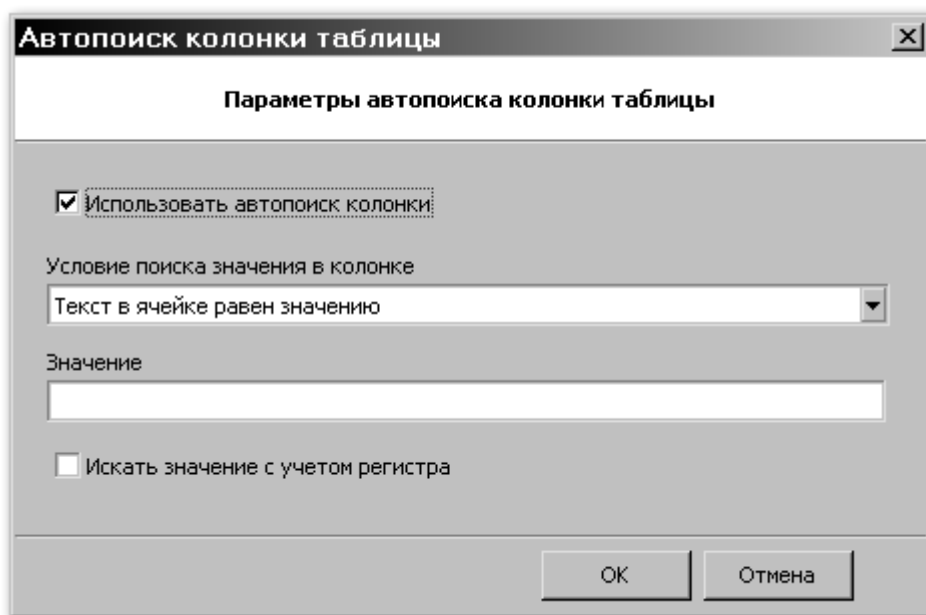 Автопоиск колонки таблицы
Параметры автопоиска колонки таблицы
Использовать автопоиск колонки
Условие поиска значения в колонке
Текст в ячейке равен значению
Значение
Искать значение с учетом регистра
OK Отмена